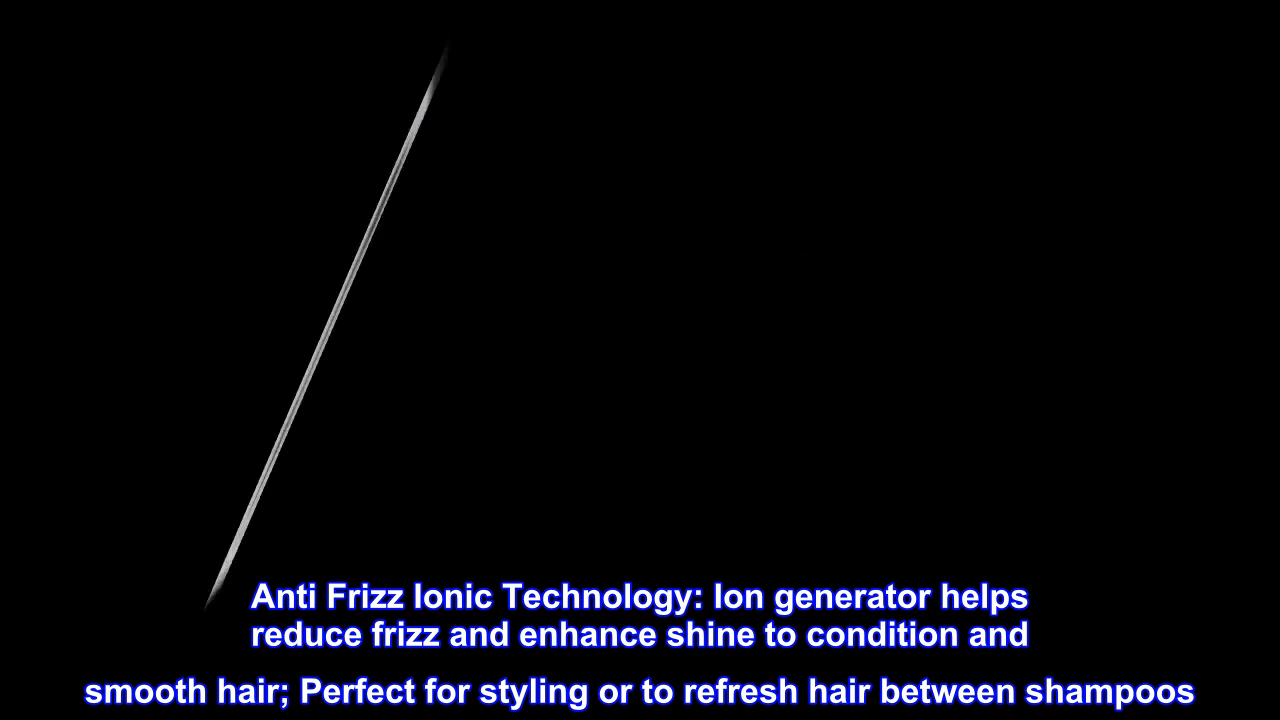 Anti Frizz Ionic Technology: Ion generator helps
reduce frizz and enhance shine to condition and
smooth hair; Perfect for styling or to refresh hair between shampoos